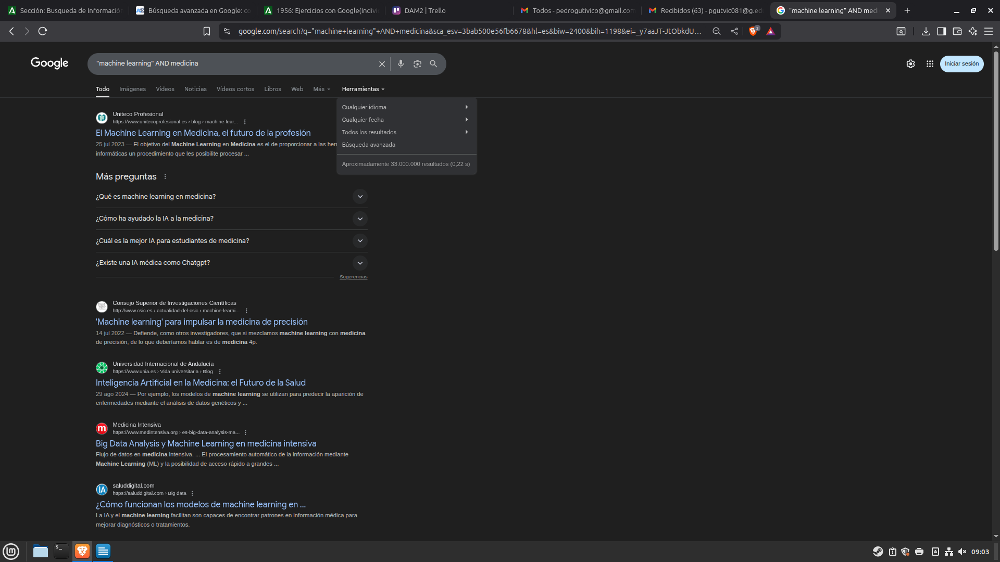 Sección: Busqueda de Información
Búsqueda avanzada en Google: co
1956: Ejercicios con Google(Indivi
DAM2 | Trello
Todos - pedrogutivico@gmail.com
Recibidos (63) - pgutvic081@g.ed
"machine learning" AND medi
google.com/search?q="machine+learning"+AND+medicina&sca_esv=3bab500e56fb6678&hl=es&biw=2400&bih=1198&ei=_y7aaJT-JtObkdU...
2
Google
"machine learning" AND medicina
Iniciar sesión
Todo
Imágenes
Vídeos
Noticias
Vídeos cortos
Libros
Web
Más
Herramientas
Cualquier idioma
Cualquier fecha
Todos los resultados
Búsqueda avanzada
Aproximadamente 33.000.000 resultados (0,22 s)
Uniteco Profesional
https://www.unitecoprofesional.es › blog › machine-lear...
El Machine Learning en Medicina, el futuro de la profesión
25 jul 2023 — El objetivo del Machine Learning en Medicina es el de proporcionar a las herr
informáticas un procedimiento que les posibilite procesar ...
Más preguntas
¿Qué es machine learning en medicina?
¿Cómo ha ayudado la IA a la medicina?
¿Cuál es la mejor IA para estudiantes de medicina?
¿Existe una IA médica como Chatgpt?
Sugerencias
Consejo Superior de Investigaciones Científicas
http://www.csic.es › actualidad-del-csic › machine-learni...
'Machine learning' para impulsar la medicina de precisión
14 jul 2022 — Defiende, como otros investigadores, que si mezclamos machine learning con medicina
de precisión, de lo que deberíamos hablar es de medicina 4p.
Universidad Internacional de Andalucía
https://www.unia.es › Vida universitaria › Blog
Inteligencia Artificial en la Medicina: el Futuro de la Salud
29 ago 2024 — Por ejemplo, los modelos de machine learning se utilizan para predecir la aparición de
enfermedades mediante el análisis de datos genéticos y ...
m
Medicina Intensiva
https://www.medintensiva.org › es-big-data-analysis-ma...
Big Data Analysis y Machine Learning en medicina intensiva
Flujo de datos en medicina intensiva. ... El procesamiento automático de la información mediante
Machine Learning (ML) y la posibilidad de acceso rápido a grandes ...
IA
saluddigital.com
https://saluddigital.com › Big data
¿Cómo funcionan los modelos de machine learning en ...
La IA y el machine learning facilitan son capaces de encontrar patrones en información médica para
mejorar diagnósticos o tratamientos.
09:03